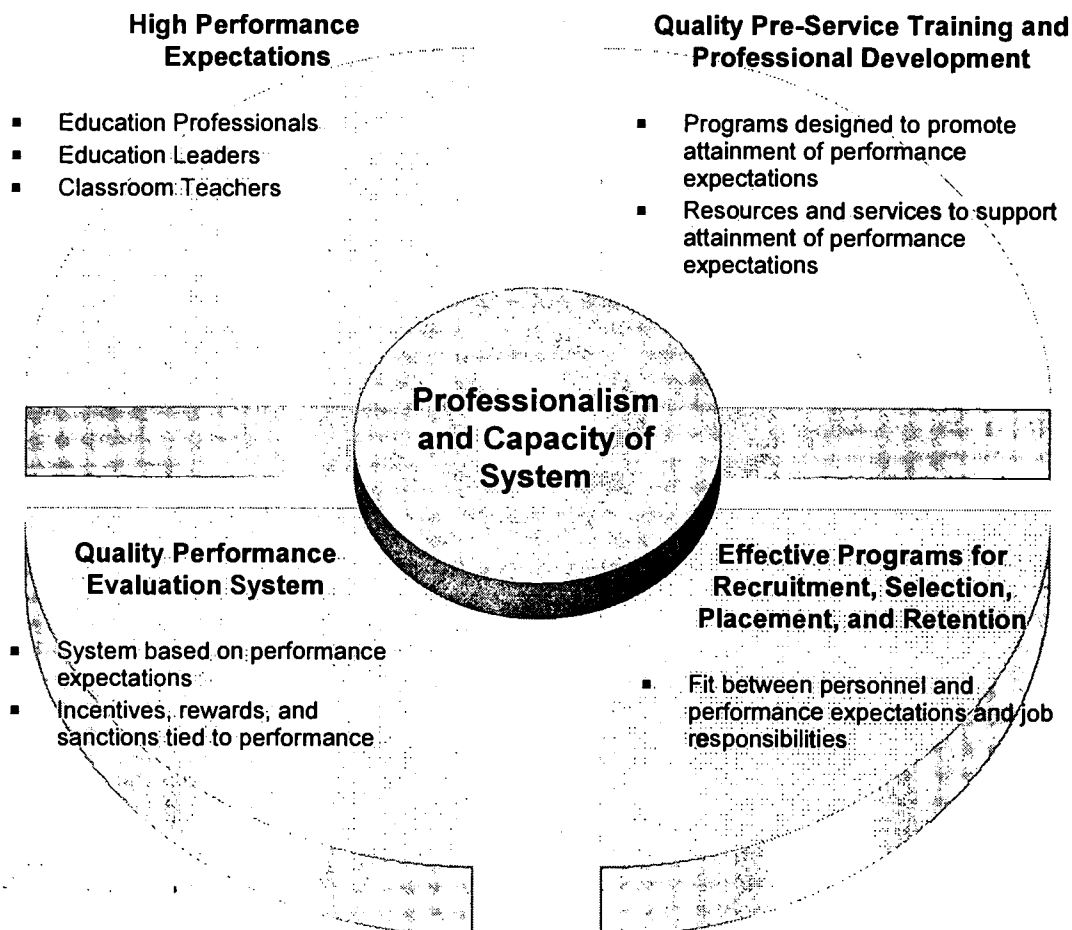 High Performance
Expectations
▪ Education Professionals
▪ Education Leaders
▪ Classroom Teachers
Quality Pre-Service Training and
Professional Development
▪ Programs designed to promote
attainment of performance
expectations
▪ Resources and services to support
attainment of performance
expectations
Professionalism
and Capacity of
System
Quality Performance
Evaluation System
▪ System based on performance
expectations
▪ Incentives, rewards, and
sanctions tied to performance
Effective Programs for
Recruitment, Selection,
Placement, and Retention
▪ Fit between personnel and
performance expectations and job
responsibilities